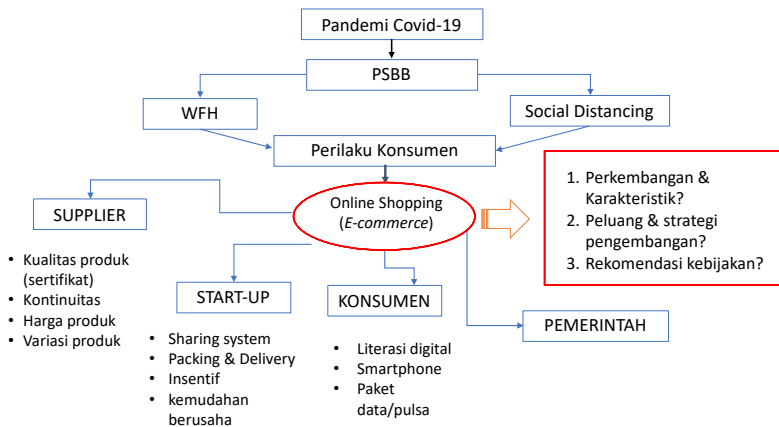 Pandemi Covid-19
PSBB
WFH
Social Distancing
Perilaku Konsumen
Online Shopping
(E-commerce)
1. Perkembangan &
Karakteristik?
2. Peluang & strategi
pengembangan?
3. Rekomendasi kebijakan?
SUPPLIER
• Kualitas produk
(sertifikat)
• Kontinuitas
• Harga produk
• Variasi produk
START-UP
• Sharing system
• Packing & Delivery
• Insentif
• kemudahan
berusaha
KONSUMEN
• Literasi digital
• Smartphone
• Paket
data/pulsa
PEMERINTAH